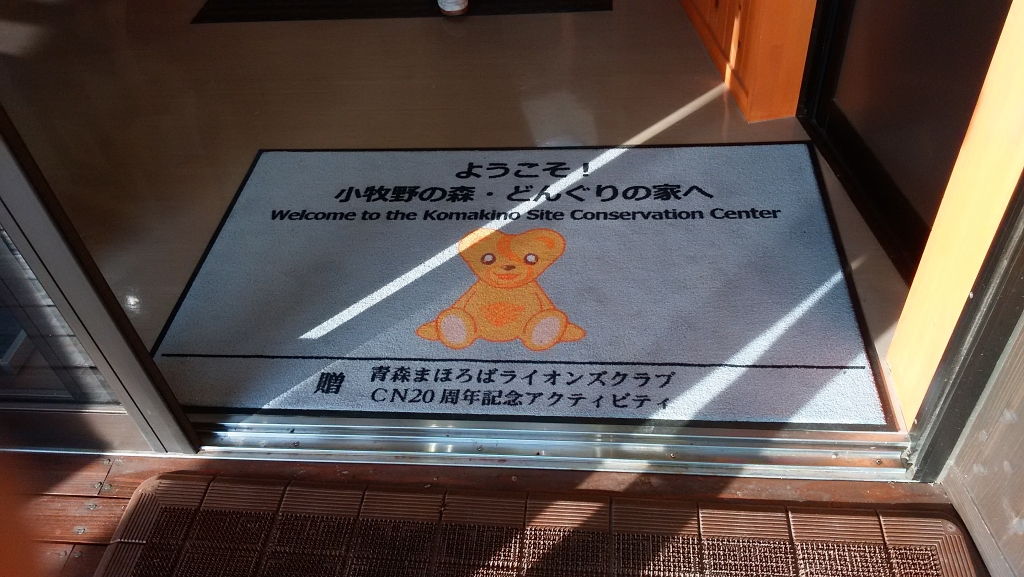 ようこそ！
小牧野の森・どんぐりの家へ
Welcome to the Komakino Site Conservation Center
贈 青森まほろばライオンズクラブ
CN20周年記念アクティビティ